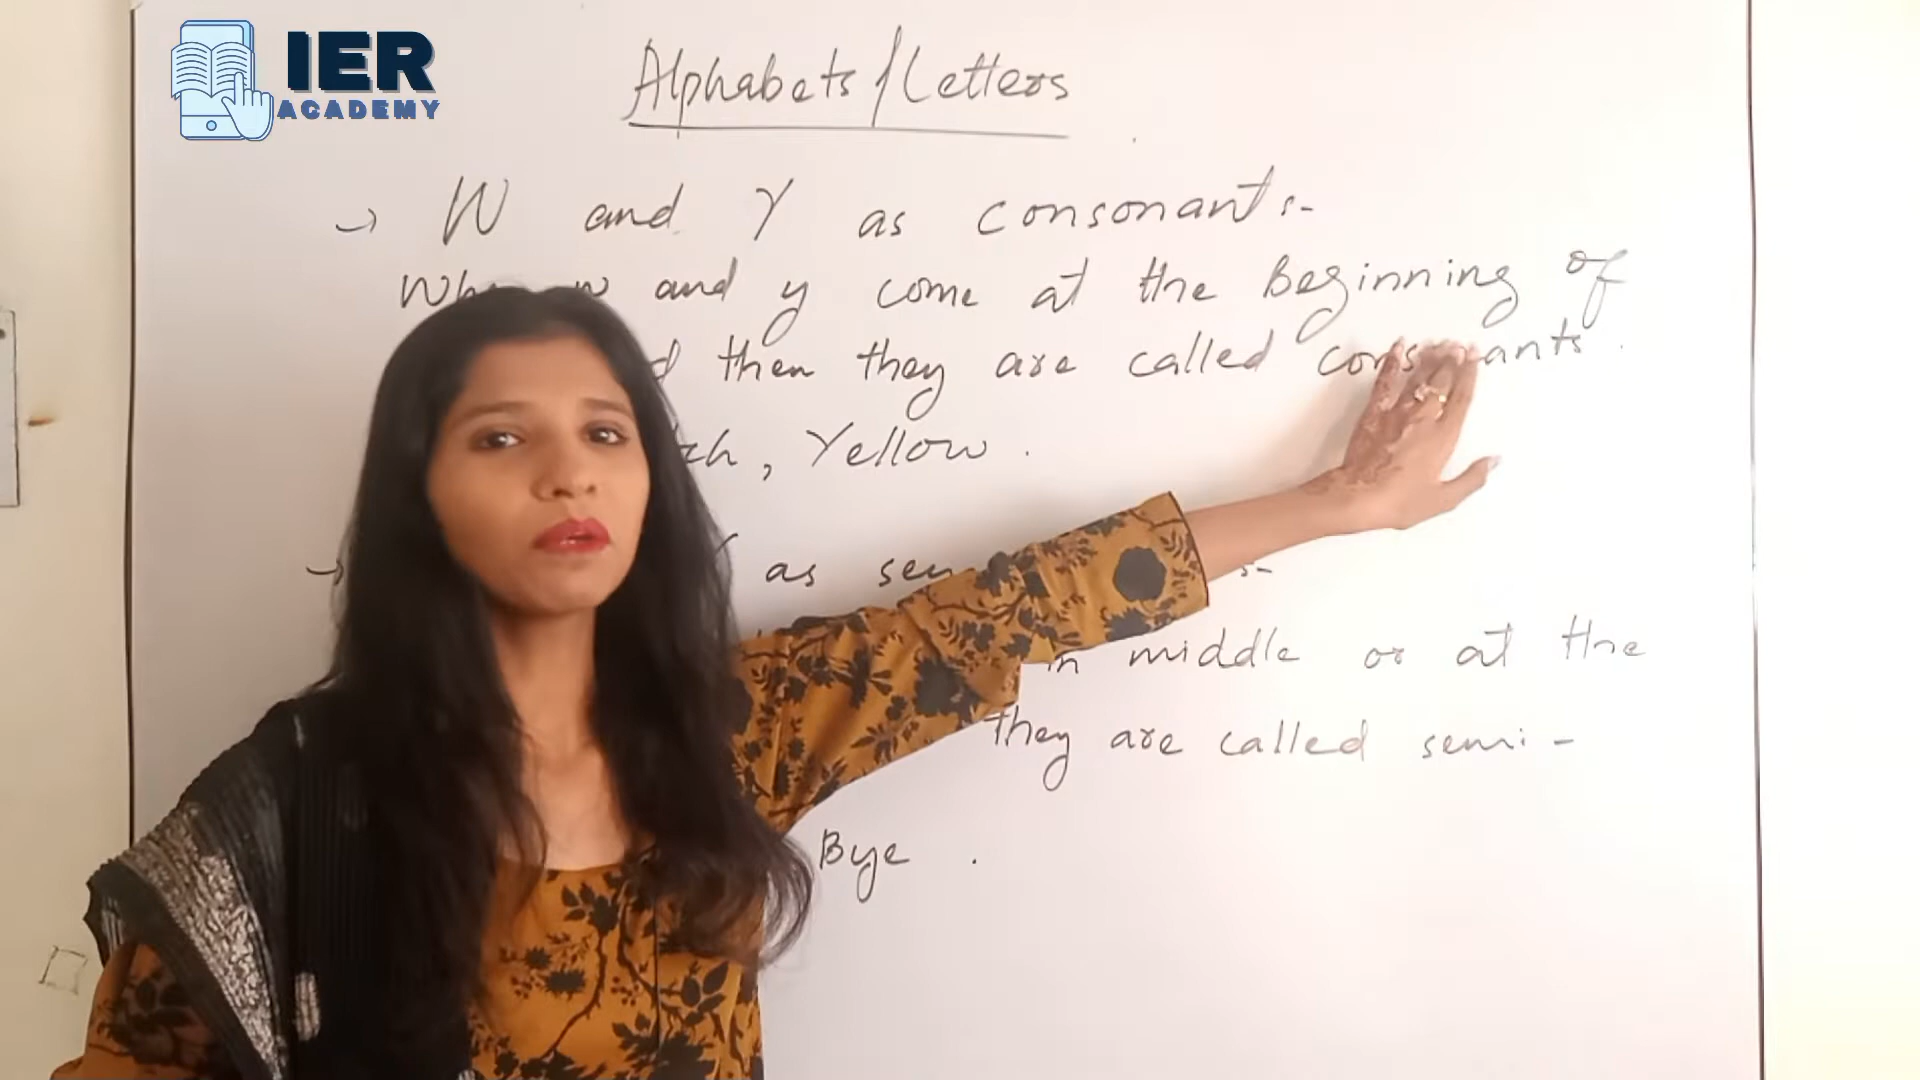 IER
ACADEMY
Alphabets / Letters
→ W and Y as consonants:-
w and y come at the Beginning of
then they are called consonants.
, Yellow.
→ as
in middle or at the
they are called semi-
Bye.